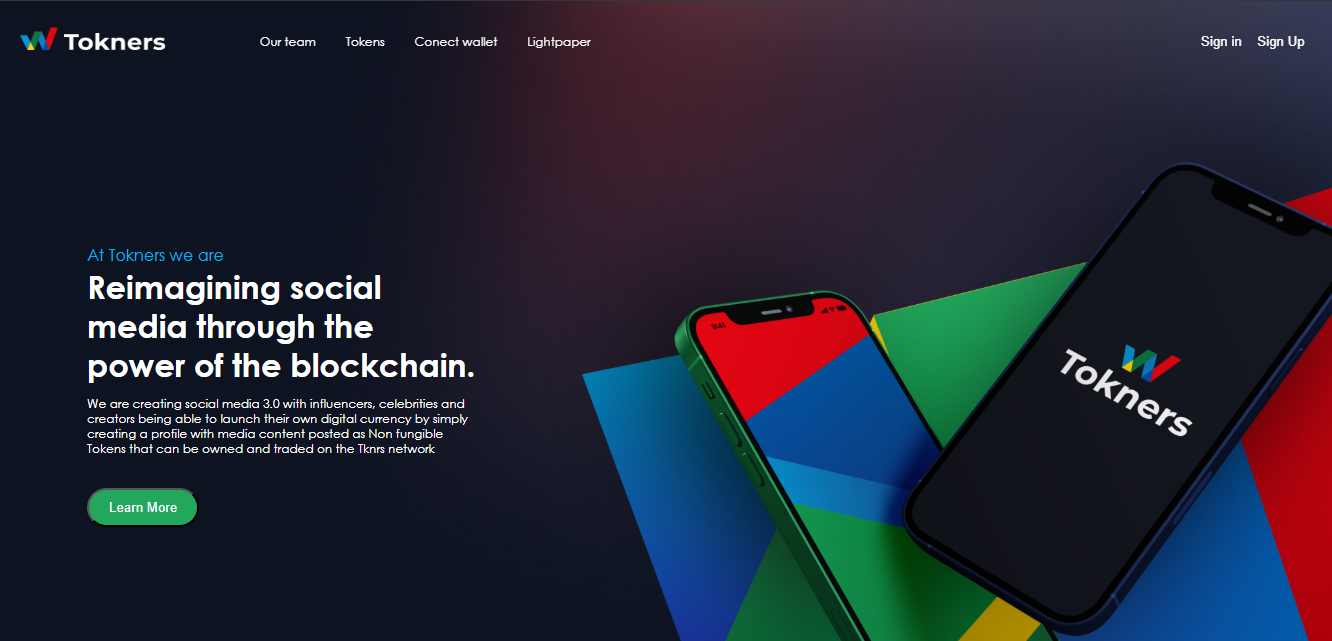 Tokners
Our team
Tokens
Conect wallet
Lightpaper
Sign in
Sign Up
At Tokners we are
Reimagining social
media through the
power of the blockchain.
We are creating social media 3.0 with influencers, celebrities and
creators being able to launch their own digital currency by simply
creating a profile with media content posted as Non fungible
Tokens that can be owned and traded on the Tknrs network
Learn More
9:41
Tokners